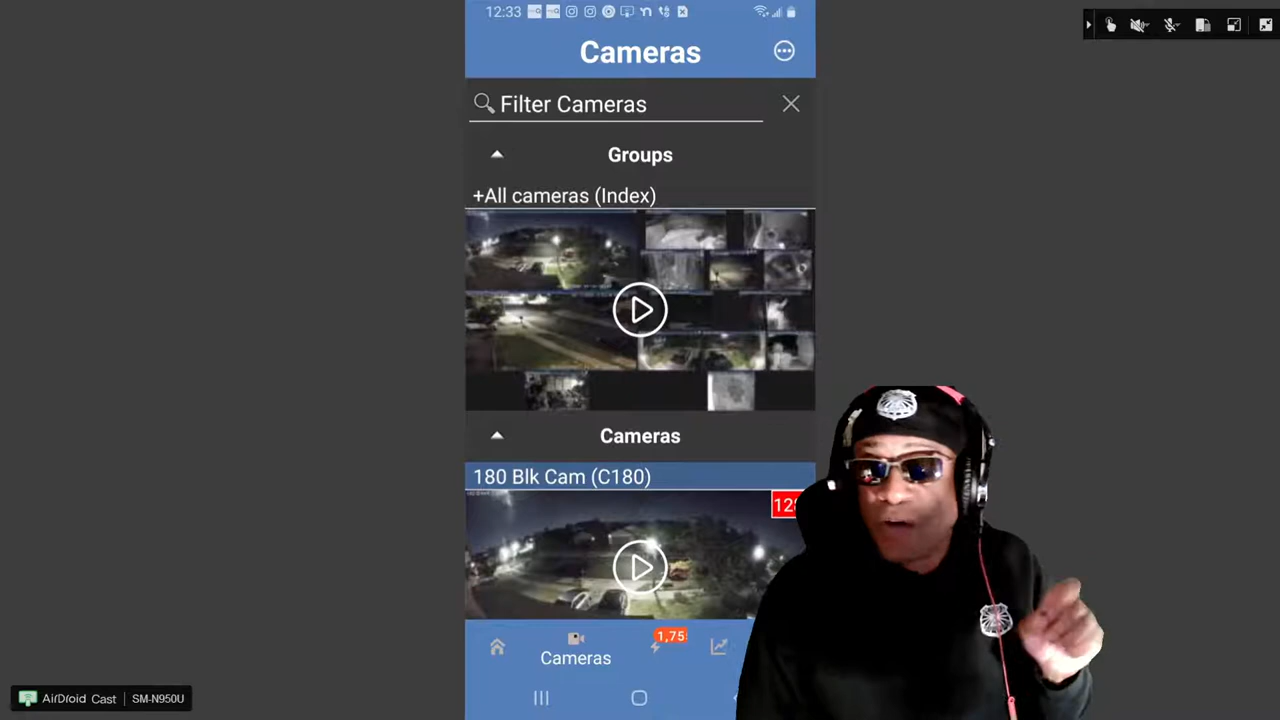 12:33
Cameras
Filter Cameras
Groups
+All cameras (Index)
Cameras
180 Blk Cam (C180)
128
1,75
Cameras
AirDroid Cast | SM-N950U